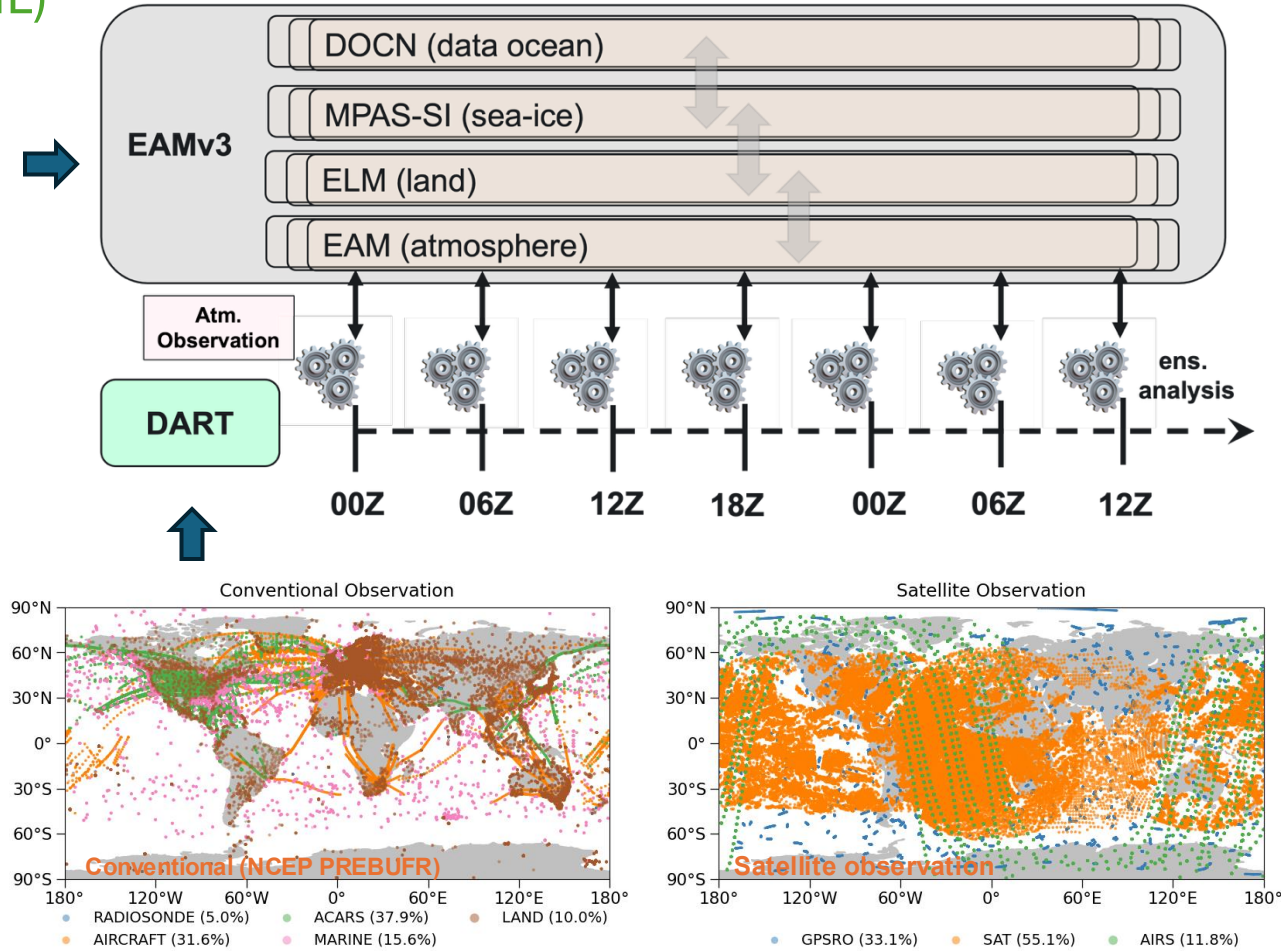 DOCN (data ocean)
MPAS-SI (sea-ice)
EAMv3
ELM (land)
EAM (atmosphere)
Atm.
Observation
ens.
analysis
DART
00Z 06Z 12Z 18Z 00Z 06Z 12Z
Conventional Observation
90°N
60°N
30°N
0°
30°S
60°S
90°S
Conventional (NCEP PREBUFR)
180° 120°W 60°W 0° 60°E 120°E 180°
RADIOSONDE (5.0%) ACARS (37.9%) LAND (10.0%)
AIRCRAFT (31.6%) MARINE (15.6%)
Satellite Observation
90°N
60°N
30°N
0°
30°S
60°S
90°S
Satellite observation
180° 120°W 60°W 0° 60°E 120°E 180°
GPSRO (33.1%) SAT (55.1%) AIRS (11.8%)